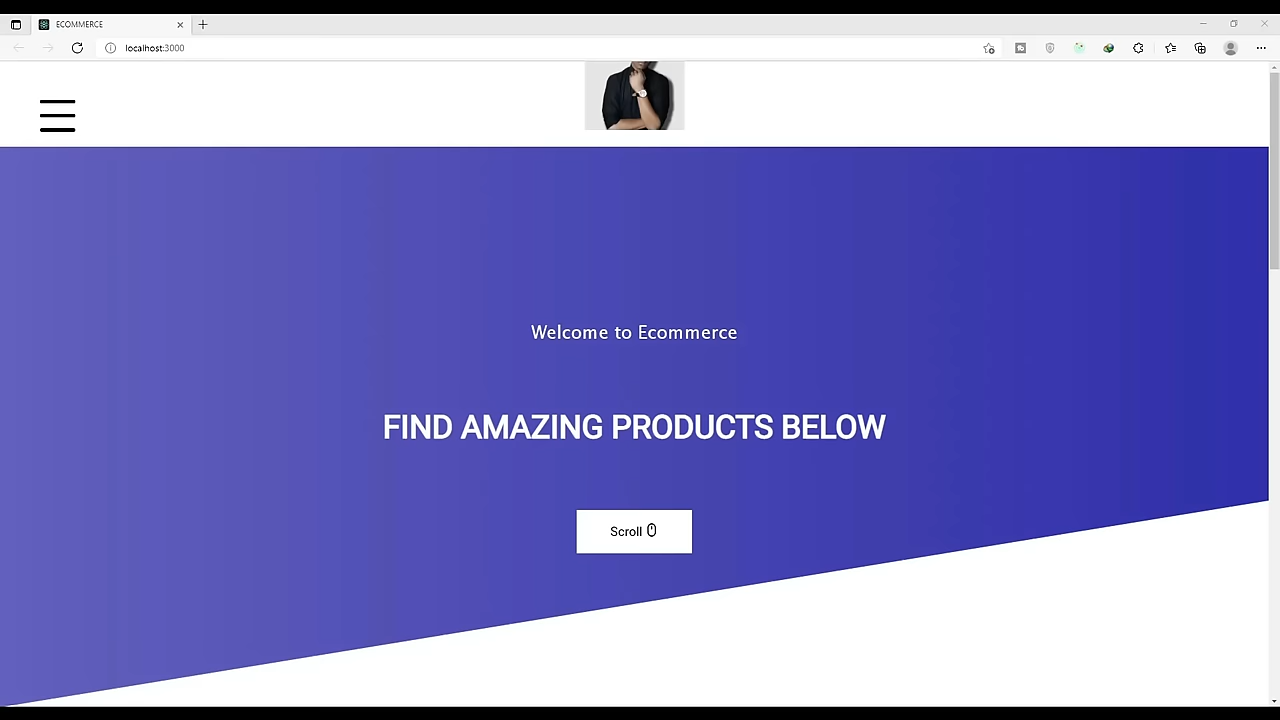 ECOMMERCE
localhost:3000
Welcome to Ecommerce
FIND AMAZING PRODUCTS BELOW
Scroll